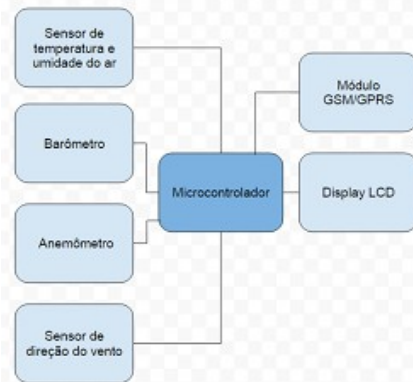 Sensor de
temperatura e
umidade do ar
Barômetro
Anemômetro
Sensor de
direção do vento
Microcontrolador
Módulo
GSM/GPRS
Display LCD